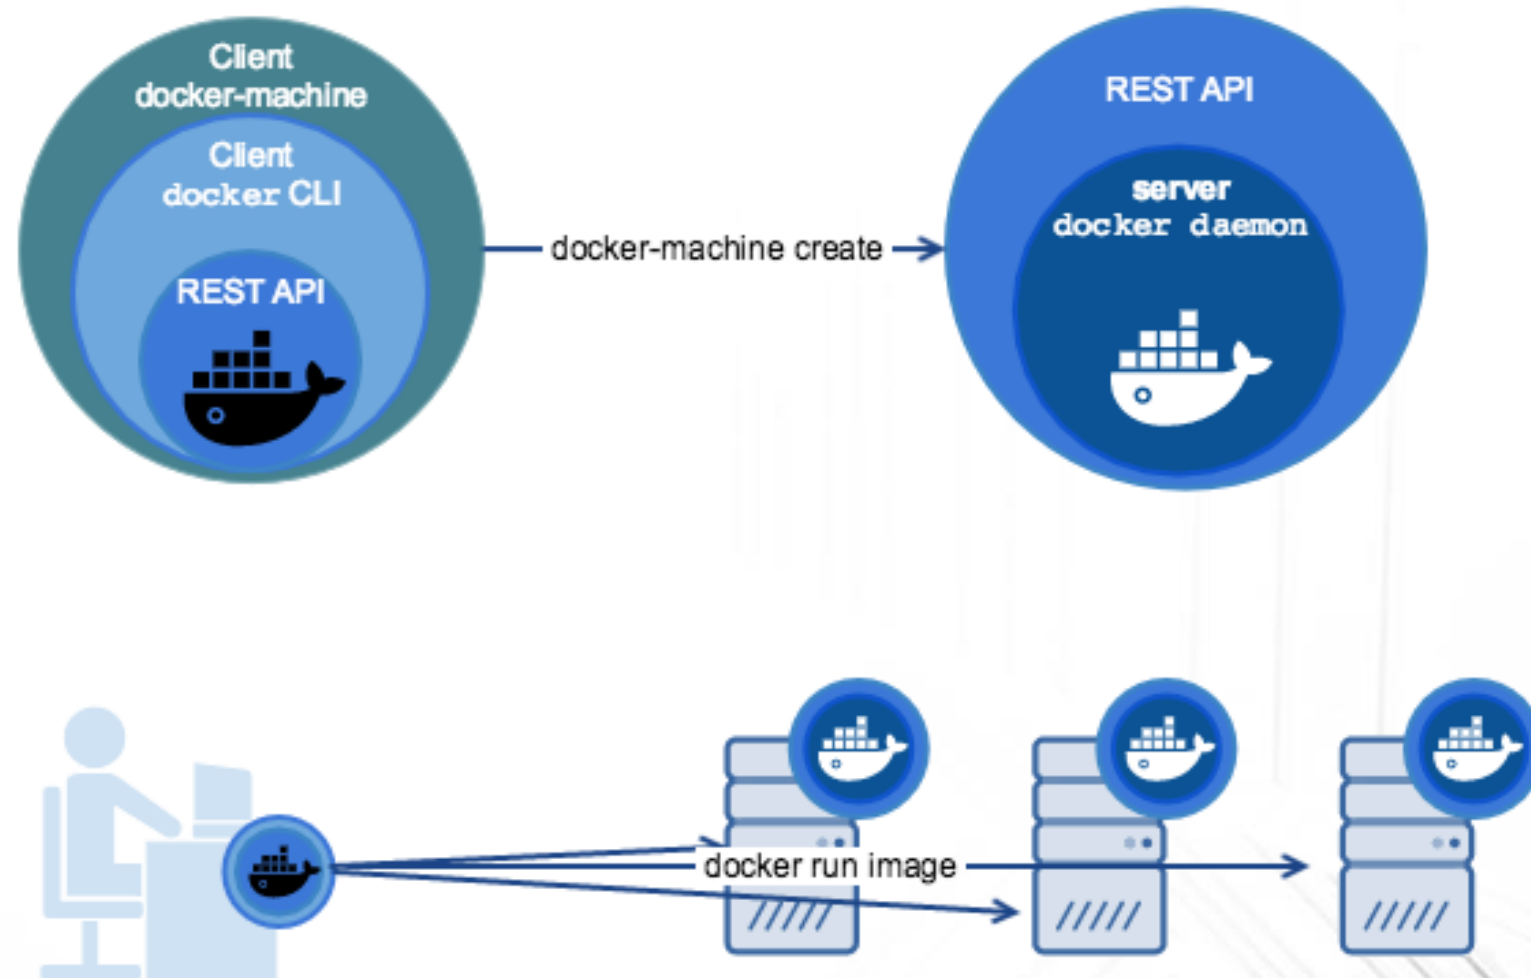 Client
docker-machine
Client
docker CLI
REST API
docker-machine create
REST API
server
docker daemon
docker run image